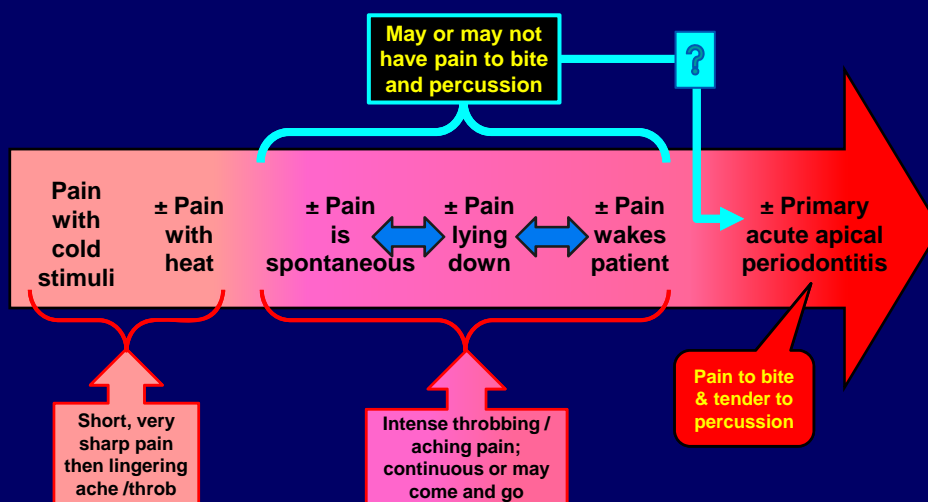 May or may not
have pain to bite
and percussion
?
Pain
with
cold
stimuli
± Pain
with
heat
± Pain
is
spontaneous
± Pain
lying
down
± Pain
wakes
patient
± Primary
acute apical
periodontitis
Short, very
sharp pain
then lingering
ache /throb
Intense throbbing /
aching pain;
continuous or may
come and go
Pain to bite
& tender to
percussion